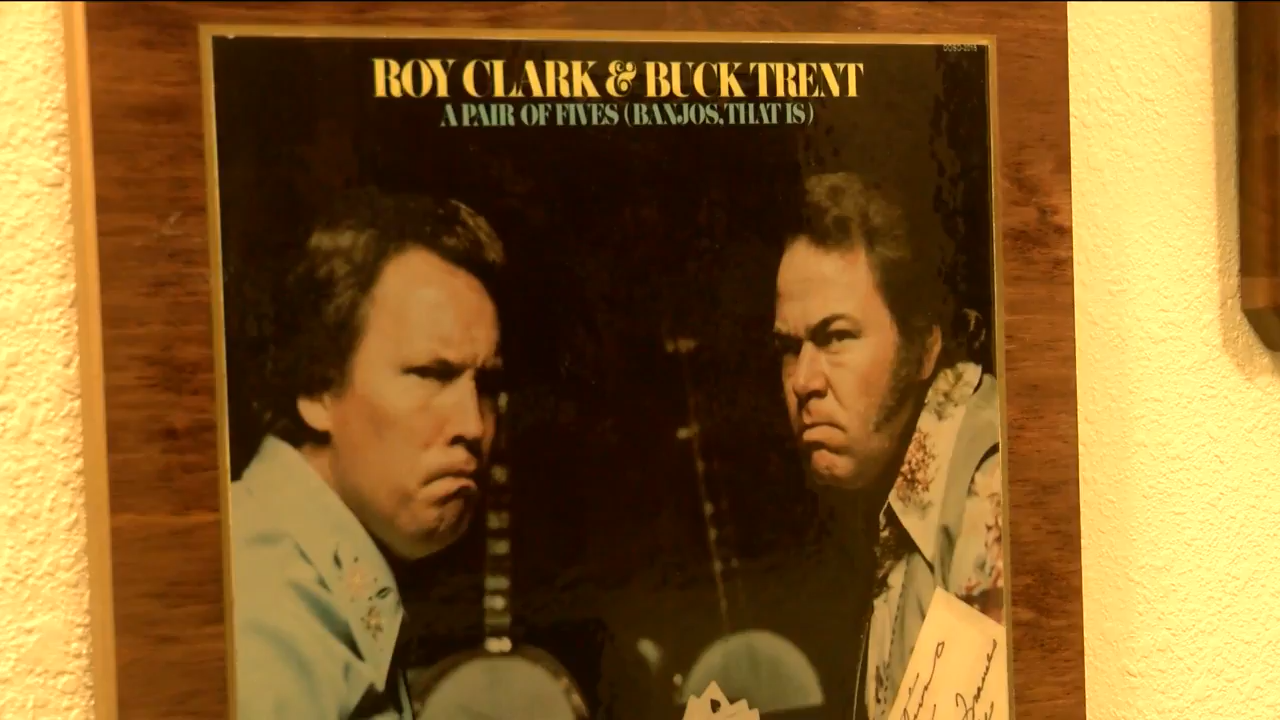 ROY CLARK & BUCK TRENT
A PAIR OF FIVES (BANJOS, THAT IS)